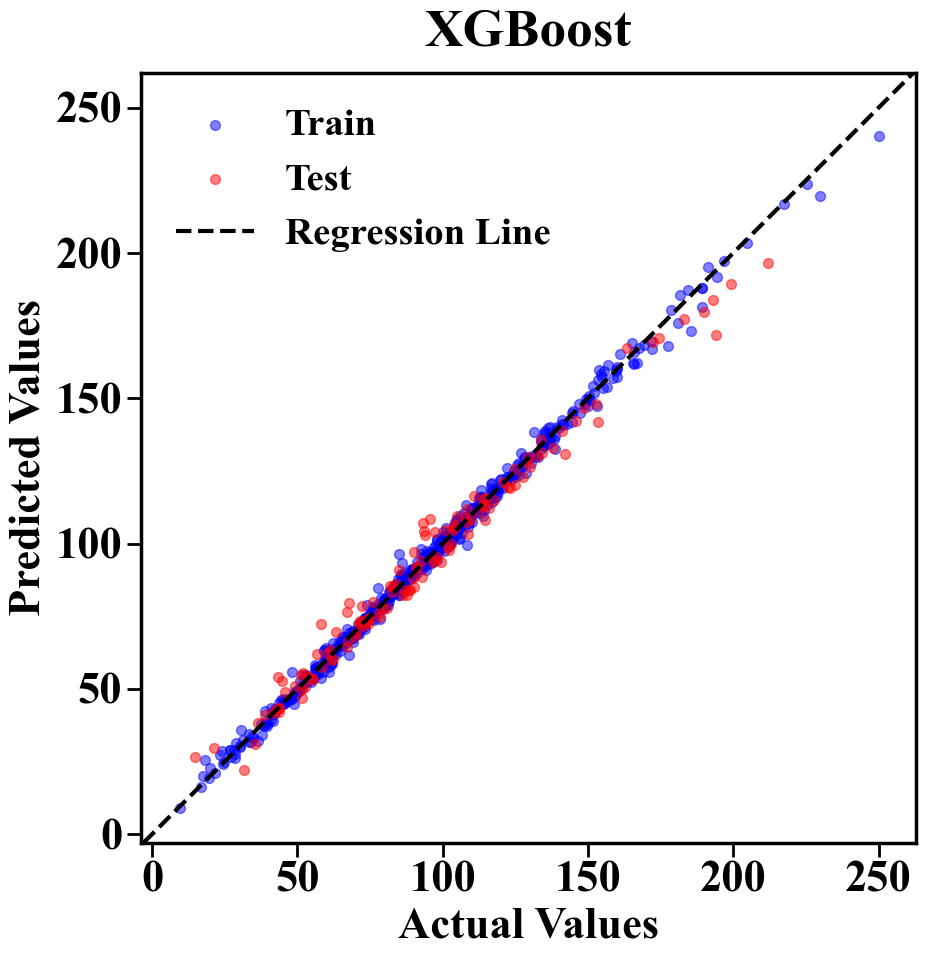 XGBoost
Train
Test
Regression Line
Predicted Values
250
200
150
100
50
0
0 50 100 150 200 250
Actual Values